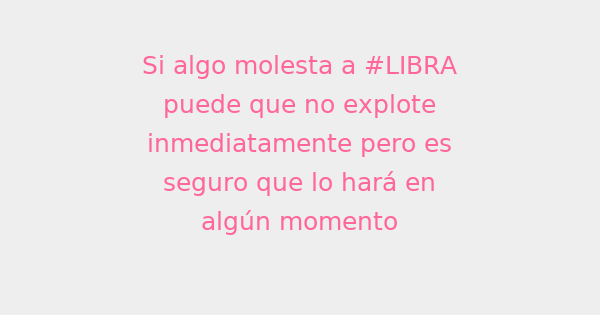 Si algo molesta a #LIBRA
puede que no explote
inmediatamente pero es
seguro que lo hará en
algún momento